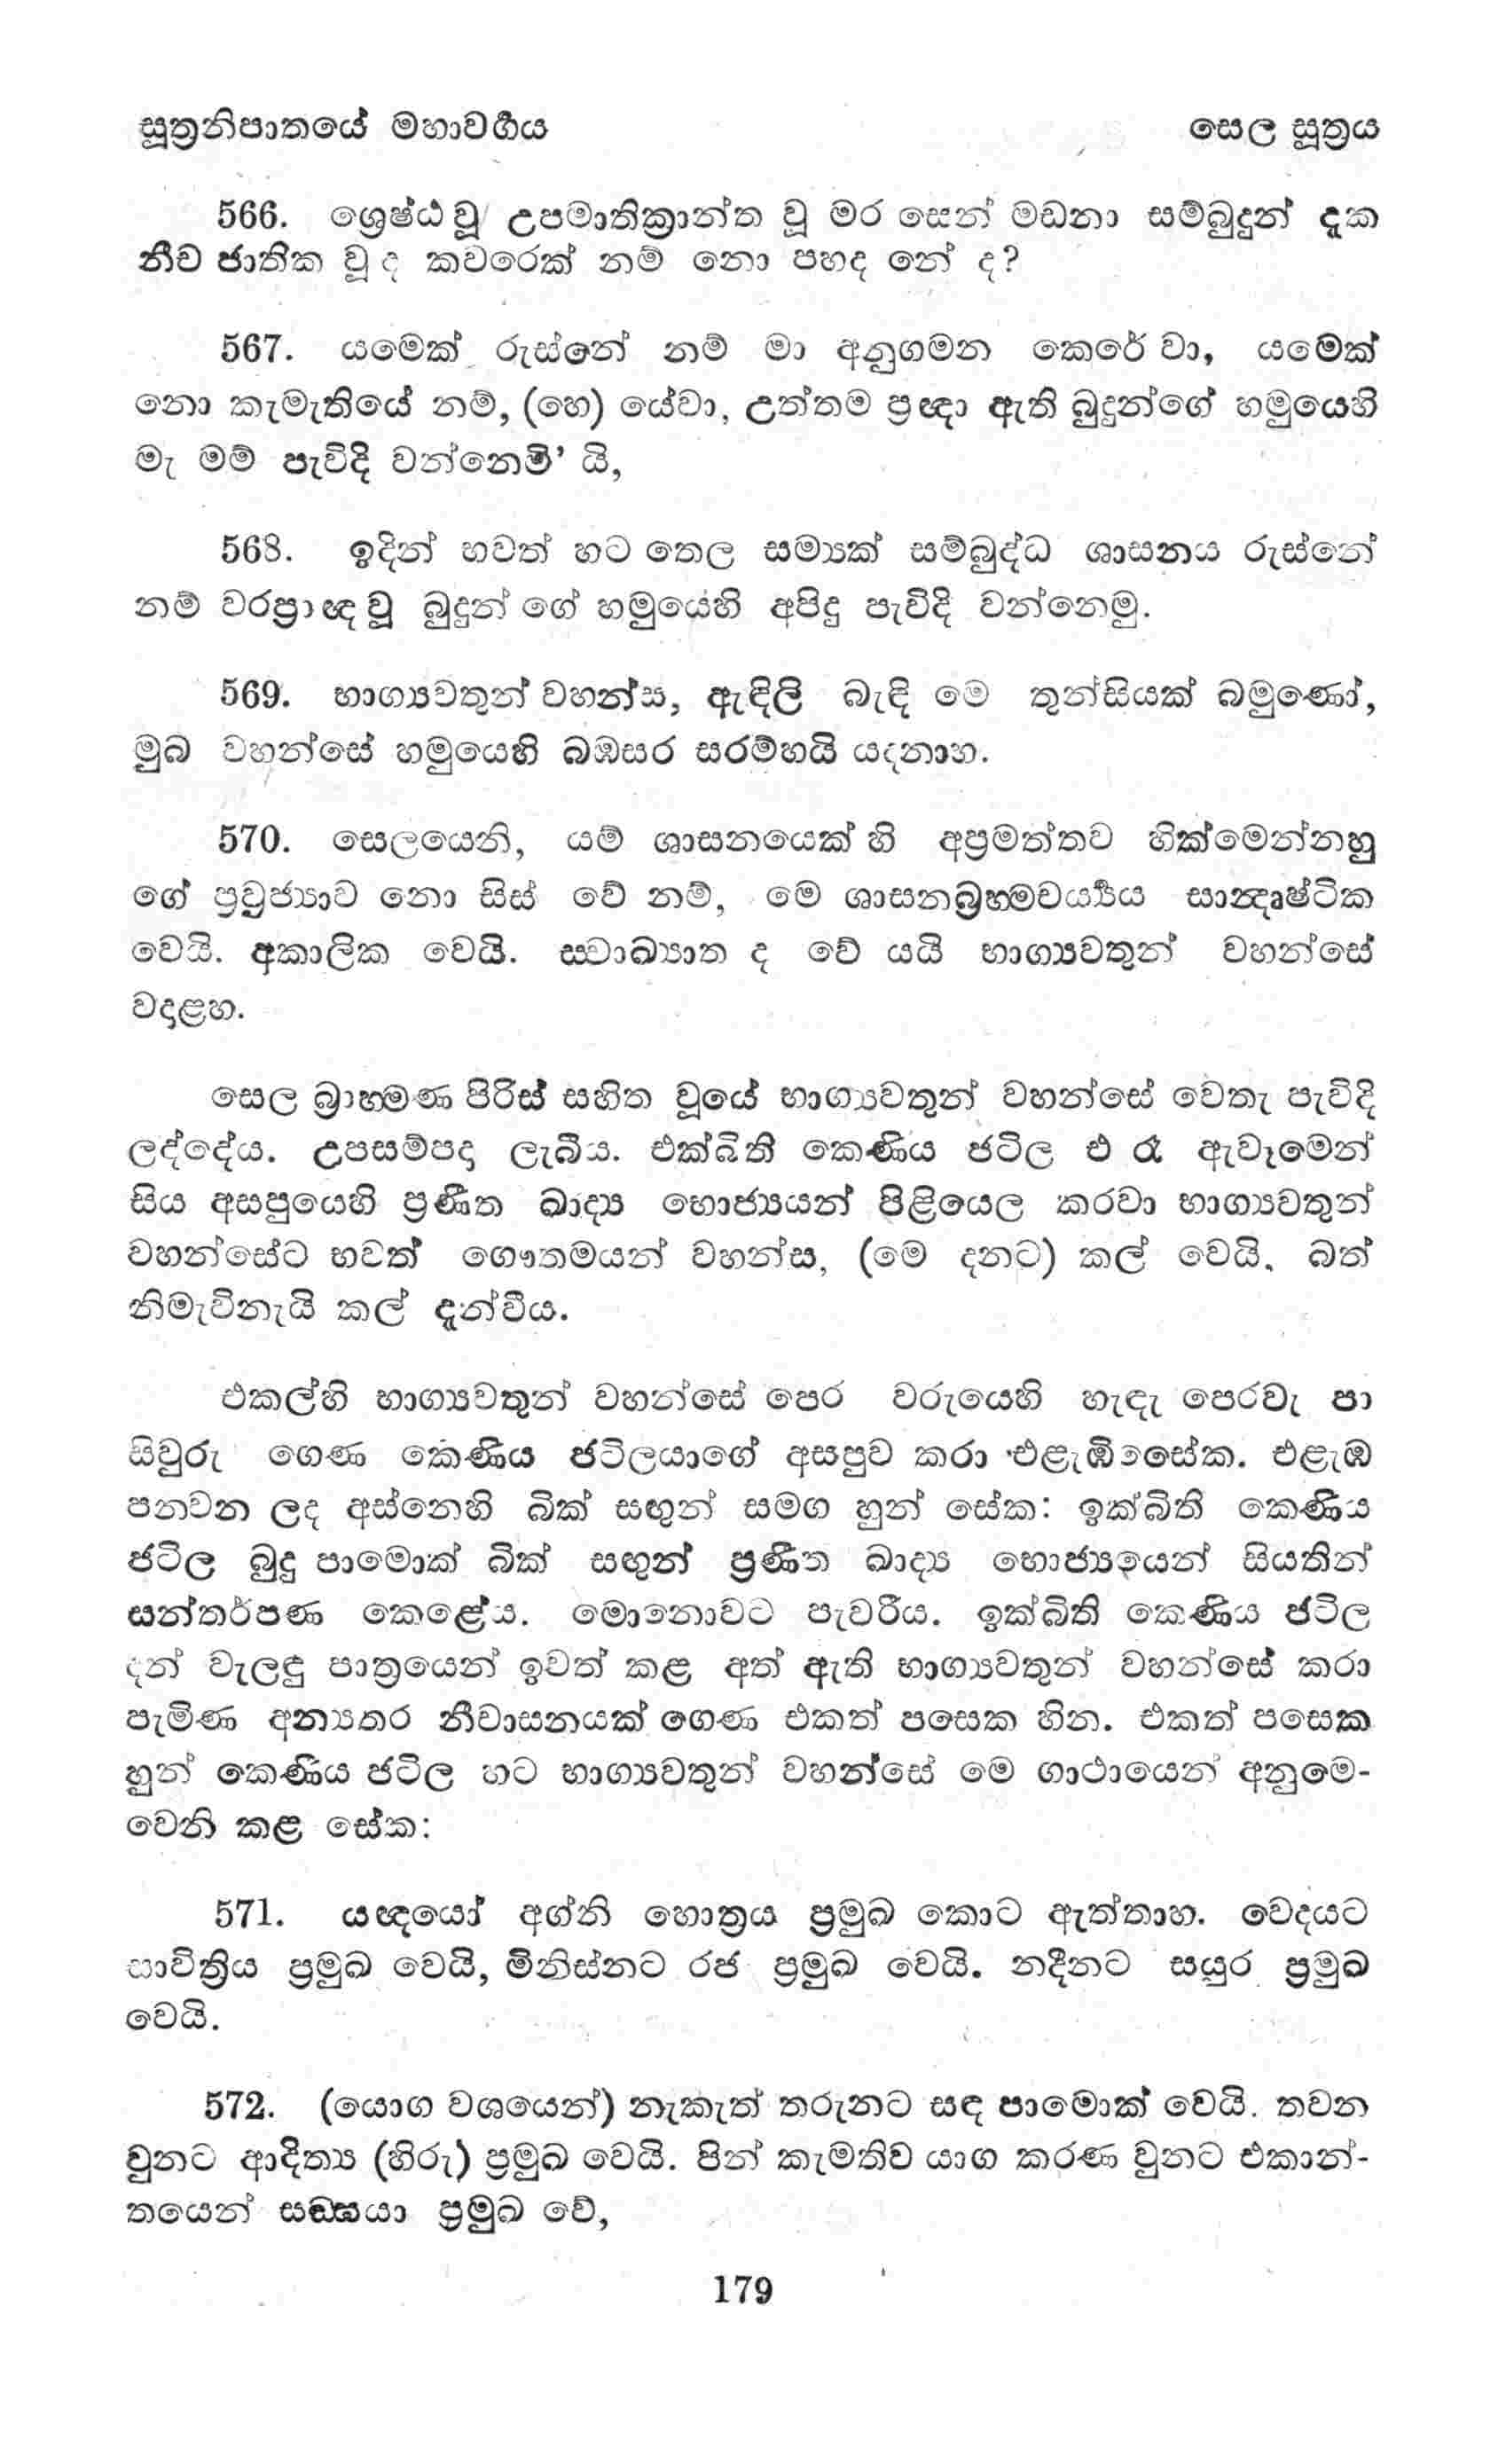 සූත්‍රනිපාතයේ මහාවර්‍ගය
සෙල සූත්‍රය
566. ශ්‍රෙෂ්ඨ වූ උපමාතික්‍රාන්ත වූ මර සෙන් මඩනා සම්බුදුන් දැක
නීච ජාතික වූ ද කවරෙක් නම් නො පහද නේ ද?
567. යමෙක් රුස්නේ නම් මා අනුගමන කෙරේ වා, යමෙක්
නො කැමැතියේ නම්, (හෙ) යේවා, උත්තම ප්‍රඥා ඇති බුදුන්ගේ හමුයෙහි
මැ මම් පැවිදි වන්නෙමි’ යි,
568. ඉදින් භවත් හට තෙල සම්‍යක් සම්බුද්ධ ශාසනය රුස්නේ
නම් වරප්‍රාඥ වූ බුදුන් ගේ හමුයෙහි අපිදු පැවිදි වන්නෙමු.
569. භාග්‍යවතුන් වහන්ස, ඇඳිලි බැඳි මෙ තුන්සියක් බමුණෝ,
මුබ වහන්සේ හමුයෙහි බඹසර සරම්හයි යදනාහ.
570. සෙලයෙනි, යම් ශාසනයෙක් හි අප්‍රමත්තව හික්මෙන්නහු
ගේ ප්‍රව්‍රජ්‍යාව නො සිස් වේ නම්, මෙ ශාසනබ්‍රහ්මචර්‍ය්‍යය සාන්‍දෘෂ්ටික
වෙයි. අකාලික වෙයි. ස්වාඛ්‍යාත ද වේ යයි භාග්‍යවතුන් වහන්සේ
වදළහ.
සෙල බ්‍රාහ්මණ පිරිස් සහිත වූයේ භාග්‍යවතුන් වහන්සේ වෙතැ පැවිදි
ලද්දේය. උපසම්පද ලැබීය. එක්බිති කෙණිය ජටිල එ රෑ ඇවෑමෙන්
සිය අසපුයෙහි ප්‍රණීත ඛාද්‍ය භොජ්‍යයන් පිළියෙල කරවා භාග්‍යවතුන්
වහන්සේට භවත් ගෞතමයන් වහන්ස, (මෙ දනට) කල් වෙයි. බත්
නිමැවිනැයි කල් දැන්වීය.
එකල්හි භාග්‍යවතුන් වහන්සේ පෙර වරුයෙහි හැඳැ පෙරවැ පා
සිවුරු ගෙණ කෙණිය ජටිලයාගේ අසපුව කරා එළැඹිසේක. එළැඹ
පනවන ලද අස්නෙහි බික් සඟුන් සමග හුන් සේක: ඉක්බිති කෙණිය
ජටිල බුදු පාමොක් බික් සඟුන් ප්‍රණීත ඛාද්‍ය භොජ්‍යයෙන් සියතින්
සන්තර්පණ කෙළේය. මොනොවට පැවරීය. ඉක්බිති කෙණිය ජටිල
දන් වැලඳු පාත්‍රයෙන් ඉවත් කළ අත් ඇති භාග්‍යවතුන් වහන්සේ කරා
පැමිණ අන්‍යතර නීවාසනයක් ගෙණ එකත් පසෙක හින. එකත් පසෙක
හුන් කෙණිය ජටිල හට භාග්‍යවතුන් වහන්සේ මෙ ගාථායෙන් අනුමෙ-
වෙනි කළ සේක:
571. යඥයෝ අග්නි හොත්‍රය ප්‍රමුඛ කොට ඇත්තාහ. වෙදයට
සාවිත්‍රිය ප්‍රමුඛ වෙයි, මිනිස්නට රජ ප්‍රමුඛ වෙයි. නදීනට සයුර ප්‍රමුඛ
වෙයි.
572. (යොග වශයෙන්) නැකැත් තරුනට සඳ පාමොක් වෙයි. තවන
වුනට ආදිත්‍ය (හිරු) ප්‍රමුඛ වෙයි. පින් කැමතිව යාග කරණ වුනට එකාන්-
තයෙන් සඞ්ඝයා ප්‍රමුඛ වේ,
179